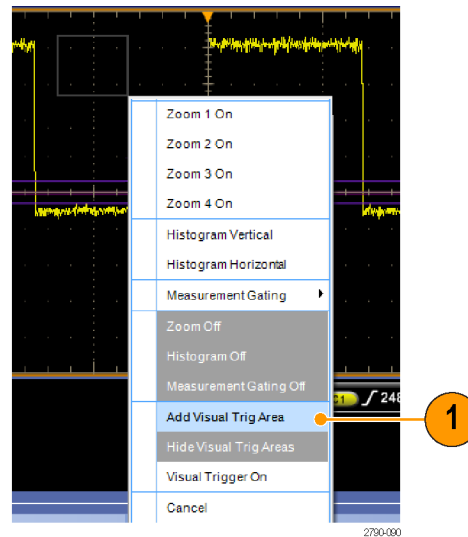 Zoom 1 On
Zoom 2 On
Zoom 3 On
Zoom 4 On
Histogram Vertical
Histogram Horizontal
Measurement Gating
Zoom Off
Histogram Off
Measurement Gating Off
248
Add Visual Trig Area
1
Hide Visual Trig Areas
Visual Trigger On
Cancel
2790-090